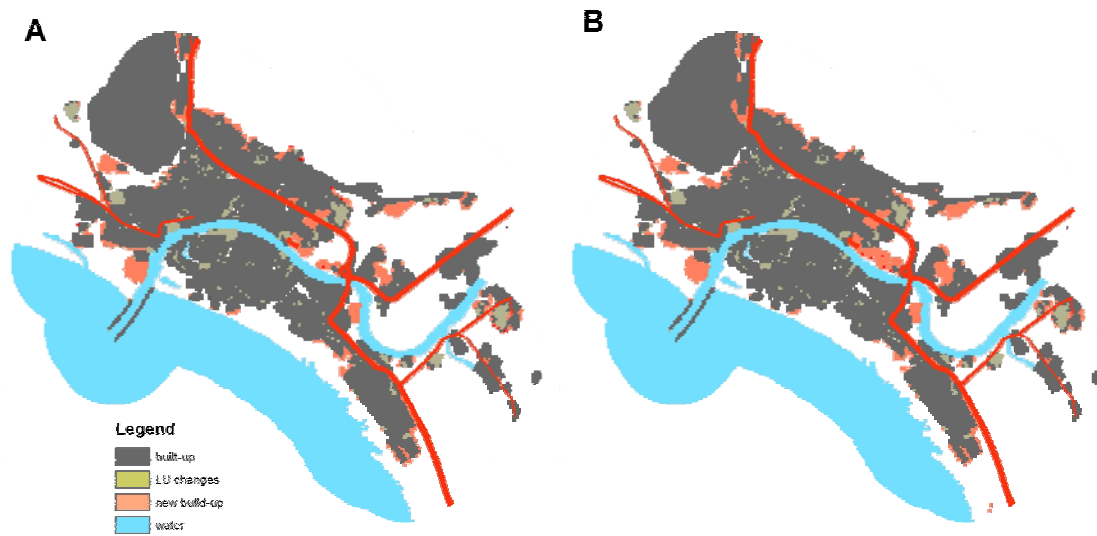 A
B
Legend
built-up
LU changes
new build-up
water